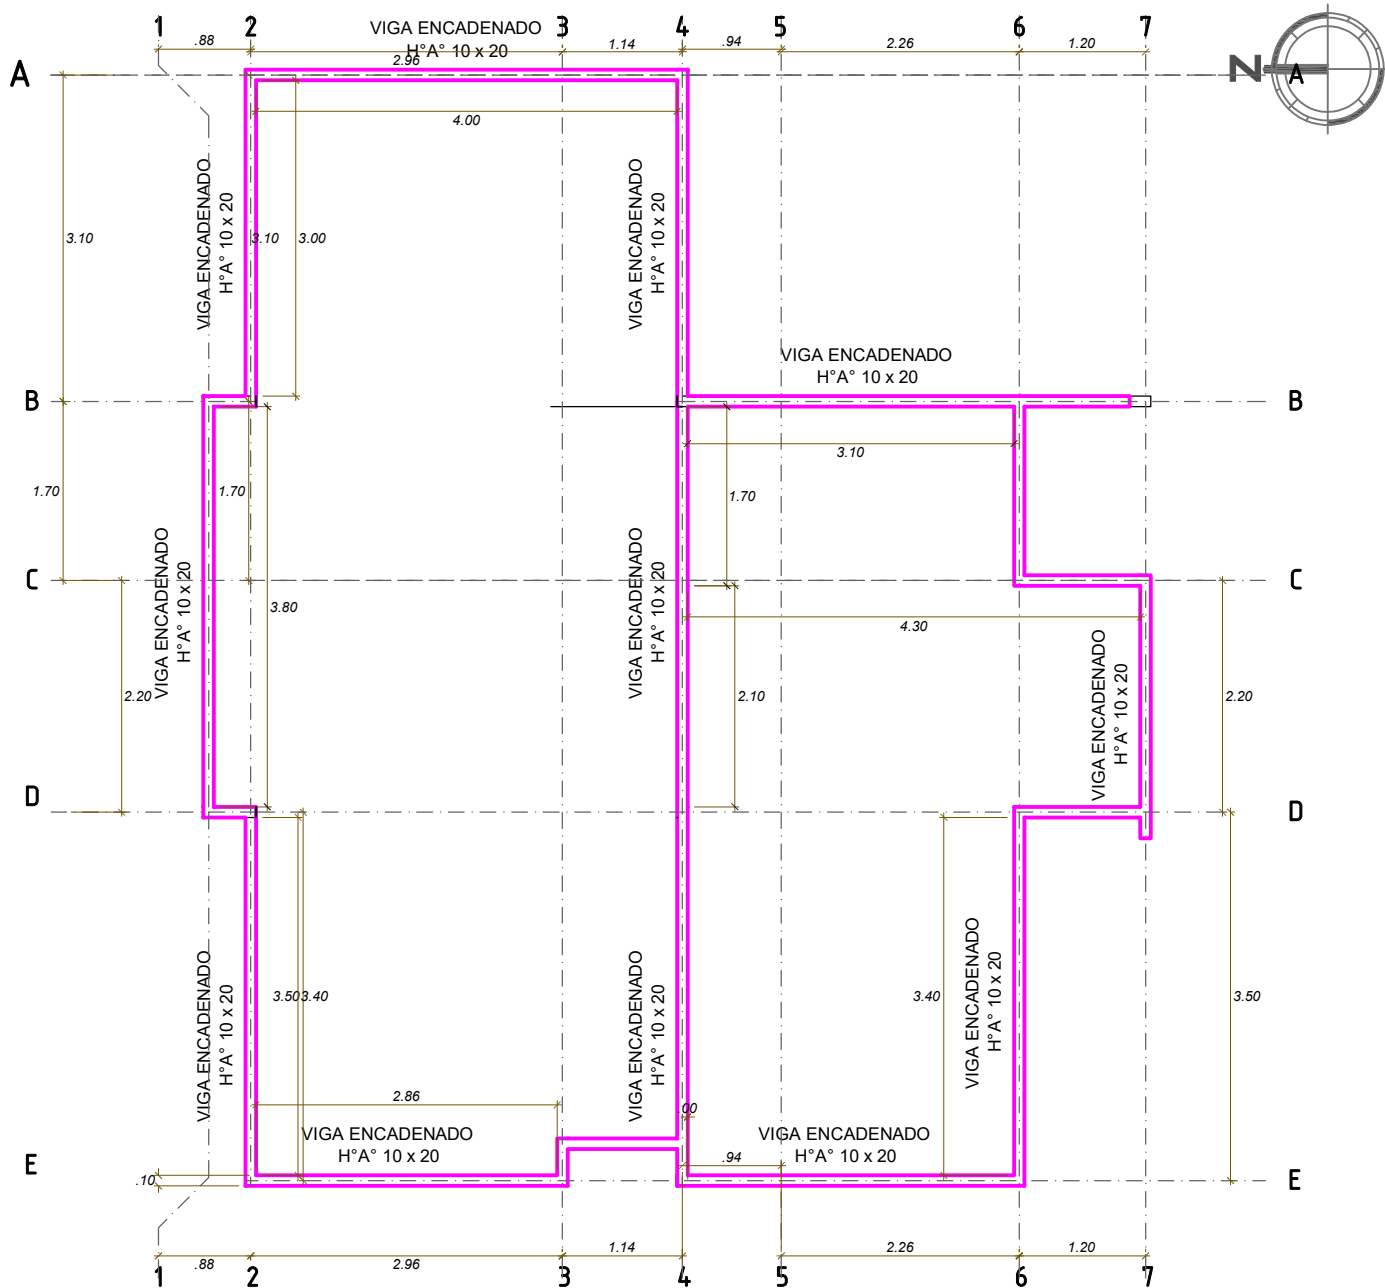 1 2 3 4 5 6 7
VIGA ENCADENADO
H°A° 10 x 20
.88
2.96
1.14
.94
2.26
1.20
N
A
A
4.00
VIGA ENCADENADO
H°A° 10 x 20
VIGA ENCADENADO
H°A° 10 x 20
3.10
3.10
3.00
VIGA ENCADENADO
H°A° 10 x 20
B
B
3.10
1.70
1.70
1.70
C
C
VIGA ENCADENADO
H°A° 10 x 20
VIGA ENCADENADO
H°A° 10 x 20
3.80
4.30
VIGA ENCADENADO
H°A° 10 x 20
2.20
2.10
2.20
D
D
VIGA ENCADENADO
H°A° 10 x 20
VIGA ENCADENADO
H°A° 10 x 20
VIGA ENCADENADO
H°A° 10 x 20
3.50
3.40
3.40
3.50
2.86
.00
VIGA ENCADENADO
H°A° 10 x 20
VIGA ENCADENADO
H°A° 10 x 20
.94
E
E
.10
.88
2.96
1.14
2.26
1.20
1 2 3 4 5 6 7